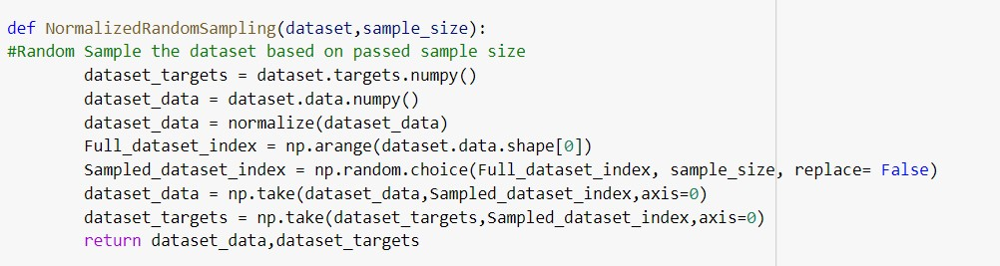 def NormalizedRandomSampling(dataset,sample_size):
#Random Sample the dataset based on passed sample size
        dataset_targets = dataset.targets.numpy()
        dataset_data = dataset.data.numpy()
        dataset_data = normalize(dataset_data)
        Full_dataset_index = np.arange(dataset.data.shape[0])
        Sampled_dataset_index = np.random.choice(Full_dataset_index, sample_size, replace= False)
        dataset_data = np.take(dataset_data,Sampled_dataset_index,axis=0)
        dataset_targets = np.take(dataset_targets,Sampled_dataset_index,axis=0)
        return dataset_data,dataset_targets